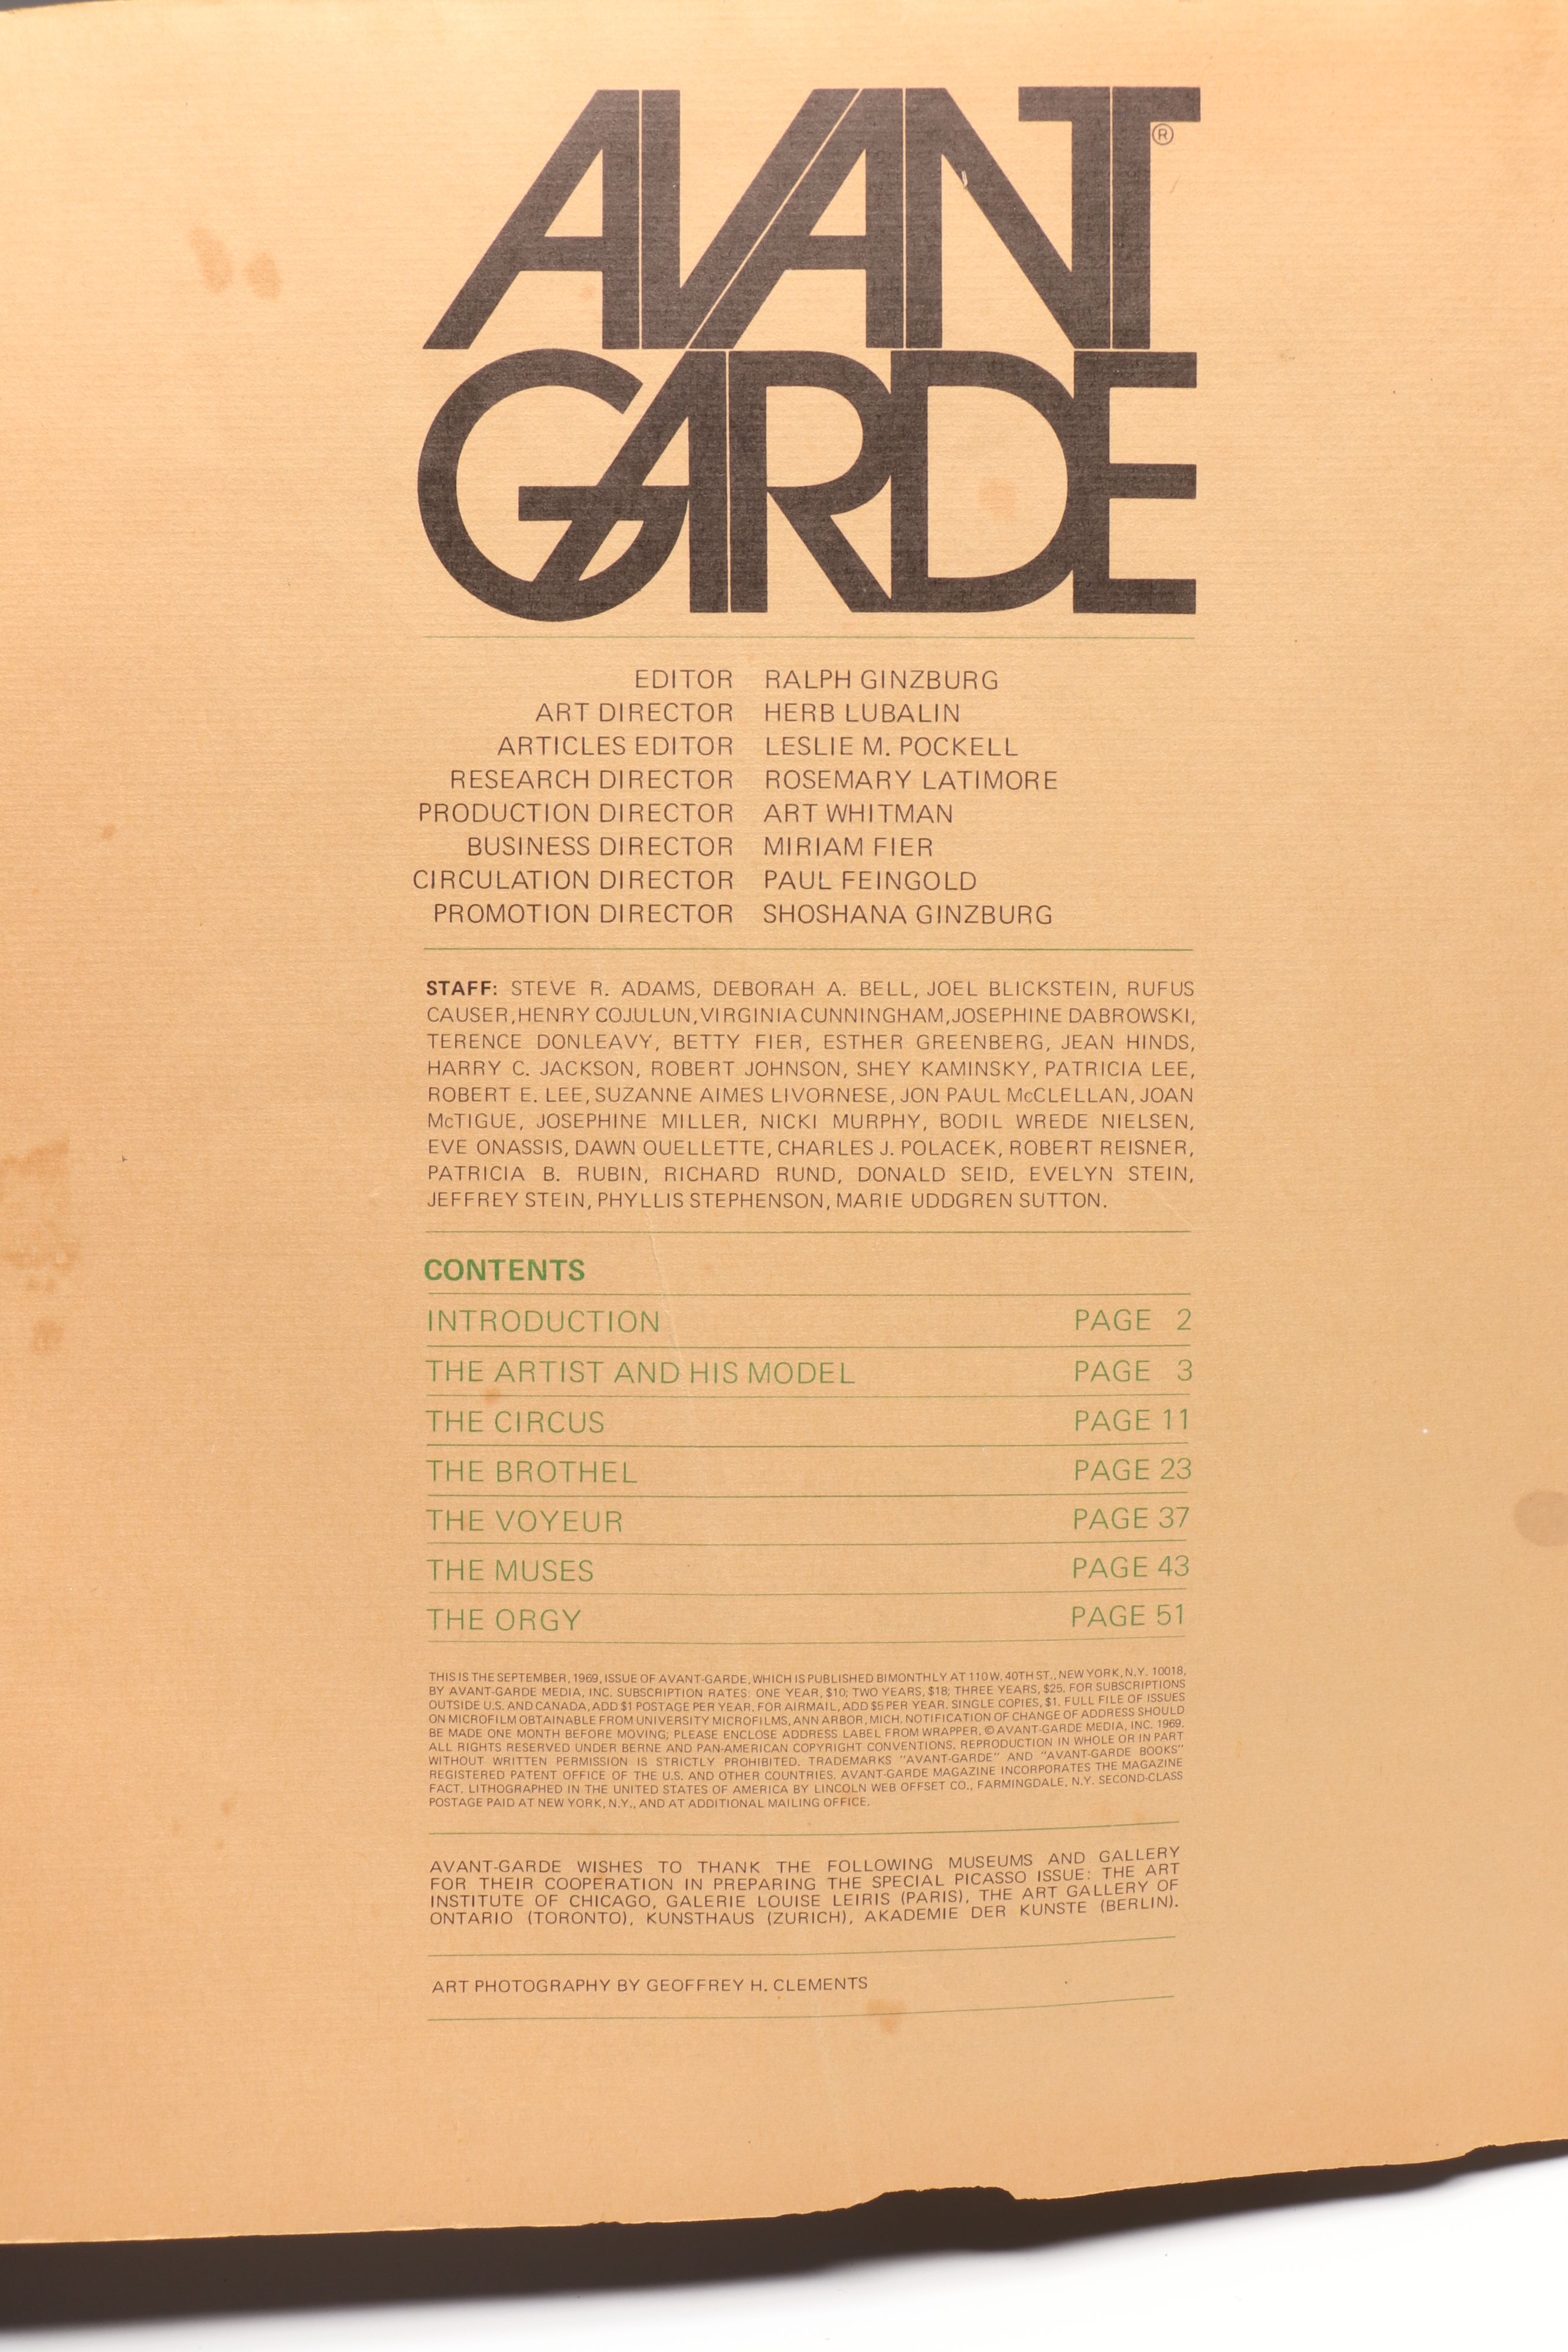 AVANT ®
GARDE
EDITOR RALPH GINZBURG
ART DIRECTOR HERB LUBALIN
ARTICLES EDITOR LESLIE M. POCKELL
RESEARCH DIRECTOR ROSEMARY LATIMORE
PRODUCTION DIRECTOR ART WHITMAN
BUSINESS DIRECTOR MIRIAM FIER
CIRCULATION DIRECTOR PAUL FEINGOLD
PROMOTION DIRECTOR SHOSHANA GINZBURG
STAFF: STEVE R. ADAMS, DEBORAH A. BELL, JOEL BLICKSTEIN, RUFUS
CAUSER, HENRY COJULUN, VIRGINIA CUNNINGHAM, JOSEPHINE DABROWSKI,
TERENCE DONLEAVY, BETTY FIER, ESTHER GREENBERG, JEAN HINDS,
HARRY C. JACKSON, ROBERT JOHNSON, SHEY KAMINSKY, PATRICIA LEE,
ROBERT E. LEE, SUZANNE AIMES LIVORNESE, JON PAUL McCLELLAN, JOAN
McTIGUE, JOSEPHINE MILLER, NICKI MURPHY, BODIL WREDE NIELSEN,
EVE ONASSIS, DAWN OUELLETTE, CHARLES J. POLACEK, ROBERT REISNER,
PATRICIA B. RUBIN, RICHARD RUND, DONALD SEID, EVELYN STEIN,
JEFFREY STEIN, PHYLLIS STEPHENSON, MARIE UDDGREN SUTTON.
CONTENTS
INTRODUCTION PAGE 2
THE ARTIST AND HIS MODEL PAGE 3
THE CIRCUS PAGE 11
THE BROTHEL PAGE 23
THE VOYEUR PAGE 37
THE MUSES PAGE 43
THE ORGY PAGE 51
THIS IS THE SEPTEMBER, 1969, ISSUE OF AVANT-GARDE, WHICH IS PUBLISHED BIMONTHLY AT 110 W. 40TH ST., NEW YORK, N.Y. 10018,
BY AVANT-GARDE MEDIA, INC. SUBSCRIPTION RATES: ONE YEAR, $10; TWO YEARS, $18; THREE YEARS, $25. FOR SUBSCRIPTIONS
OUTSIDE U.S. AND CANADA, ADD $1 POSTAGE PER YEAR. FOR AIRMAIL, ADD $5 PER YEAR. SINGLE COPIES, $1. FULL FILE OF ISSUES
ON MICROFILM OBTAINABLE FROM UNIVERSITY MICROFILMS, ANN ARBOR, MICH. NOTIFICATION OF CHANGE OF ADDRESS SHOULD
BE MADE ONE MONTH BEFORE MOVING; PLEASE ENCLOSE ADDRESS LABEL FROM WRAPPER. © AVANT-GARDE MEDIA, INC. 1969.
ALL RIGHTS RESERVED UNDER BERNE AND PAN-AMERICAN COPYRIGHT CONVENTIONS. REPRODUCTION IN WHOLE OR IN PART
WITHOUT WRITTEN PERMISSION IS STRICTLY PROHIBITED. TRADEMARKS "AVANT-GARDE" AND "AVANT-GARDE BOOKS"
REGISTERED PATENT OFFICE OF THE U.S. AND OTHER COUNTRIES. AVANT-GARDE MAGAZINE INCORPORATES THE MAGAZINE
FACT. LITHOGRAPHED IN THE UNITED STATES OF AMERICA BY LINCOLN WEB OFFSET CO., FARMINGDALE, N.Y. SECOND-CLASS
POSTAGE PAID AT NEW YORK, N.Y., AND AT ADDITIONAL MAILING OFFICE.
AVANT-GARDE WISHES TO THANK THE FOLLOWING MUSEUMS AND GALLERY
FOR THEIR COOPERATION IN PREPARING THE SPECIAL PICASSO ISSUE: THE ART
INSTITUTE OF CHICAGO, GALERIE LOUISE LEIRIS (PARIS), THE ART GALLERY OF
ONTARIO (TORONTO), KUNSTHAUS (ZURICH), AKADEMIE DER KUNSTE (BERLIN).
ART PHOTOGRAPHY BY GEOFFREY H. CLEMENTS